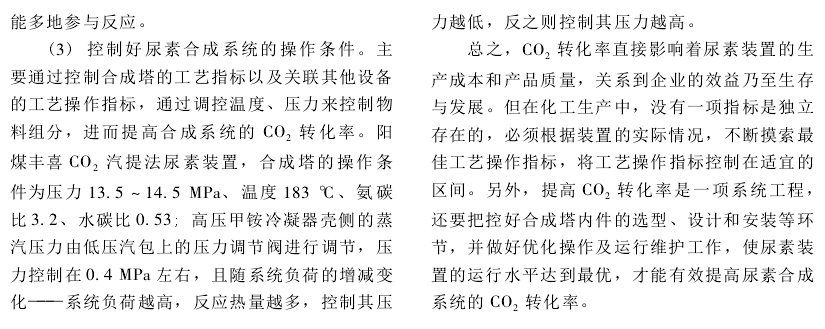 能多地参与反应。
（3） 控制好尿素合成系统的操作条件。主
要通过控制合成塔的工艺指标以及关联其他设备
的工艺操作指标，通过调控温度、压力来控制物
料组分，进而提高合成系统的 CO₂ 转化率。阳
煤丰喜 CO₂ 汽提法尿素装置，合成塔的操作条
件为压力 13.5 ~ 14.5 MPa、温度 183 ℃、氨碳
比 3.2、水碳比 0.53；高压甲铵冷凝器壳侧的蒸
汽压力由低压汽包上的压力调节阀进行调节，压
力控制在 0.4 MPa 左右，且随系统负荷的增减变
化——系统负荷越高，反应热量越多，控制其压
力越低，反之则控制其压力越高。
总之，CO₂ 转化率直接影响着尿素装置的生
产成本和产品质量，关系到企业的效益乃至生存
与发展。但在化工生产中，没有一项指标是独立
存在的，必须根据装置的实际情况，不断摸索最
佳工艺操作指标，将工艺操作指标控制在适宜的
区间。另外，提高 CO₂ 转化率是一项系统工程，
还要把控好合成塔内件的选型、设计和安装等环
节，并做好优化操作及运行维护工作，使尿素装
置的运行水平达到最优，才能有效提高尿素合成
系统的 CO₂ 转化率。